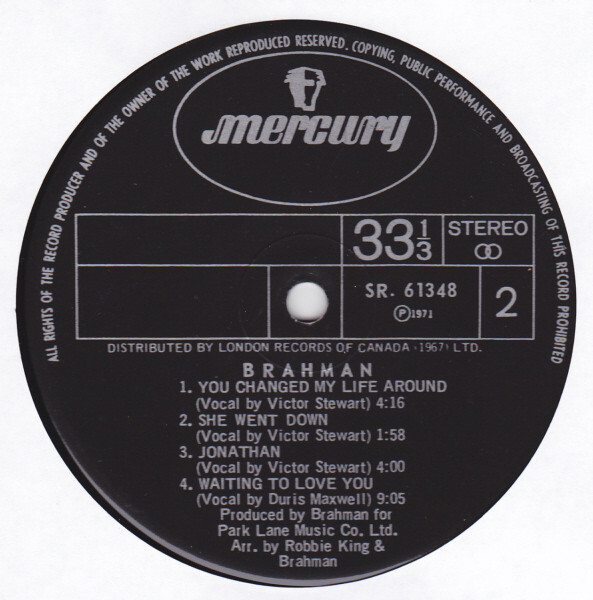 ALL RIGHTS OF THE RECORD PRODUCER AND OF THE OWNER OF THE WORK REPRODUCED RESERVED. COPYING, PUBLIC PERFORMANCE AND BROADCASTING OF THIS RECORD PROHIBITED
mercury
33 1/3
STEREO
SR. 61348
Ⓟ1971
2
DISTRIBUTED BY LONDON RECORDS OF CANADA (1967) LTD.
BRAHMAN
1. YOU CHANGED MY LIFE AROUND
(Vocal by Victor Stewart) 4:16
2. SHE WENT DOWN
(Vocal by Victor Stewart) 1:58
3. JONATHAN
(Vocal by Victor Stewart) 4:00
4. WAITING TO LOVE YOU
(Vocal by Duris Maxwell) 9:05
Produced by Brahman for
Park Lane Music Co. Ltd.
Arr. by Robbie King &
Brahman